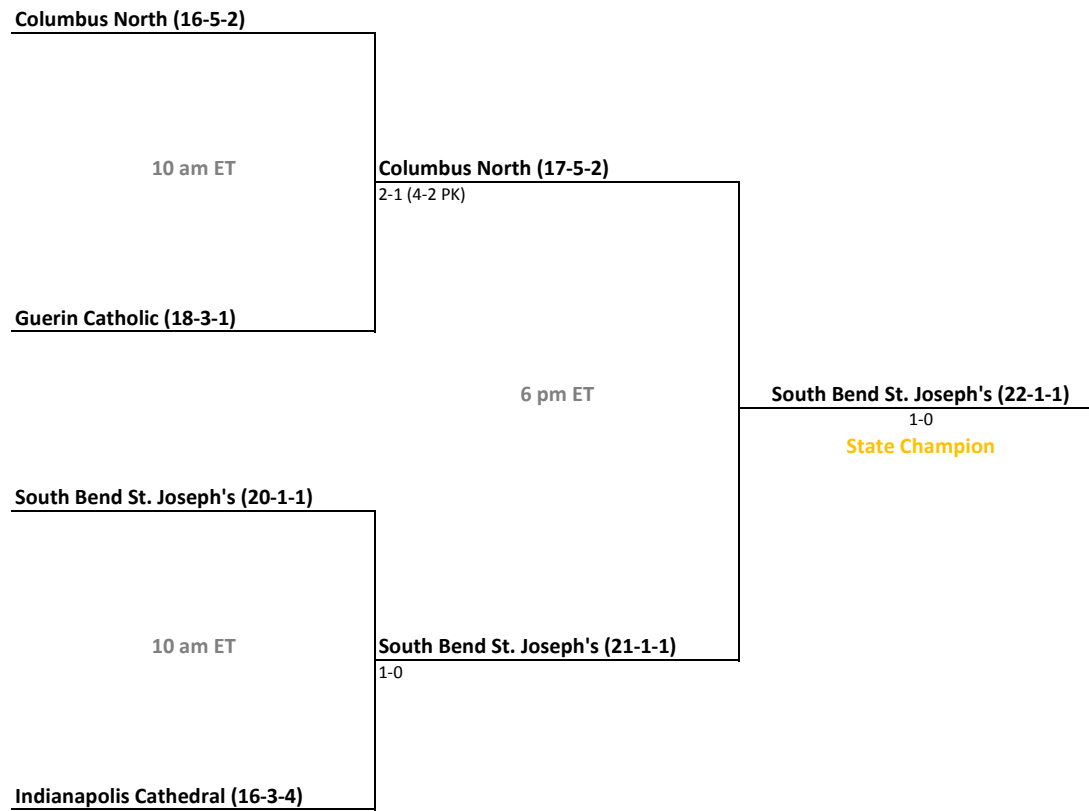 Columbus North (16-5-2)
10 am ET
Columbus North (17-5-2)
2-1 (4-2 PK)
Guerin Catholic (18-3-1)
6 pm ET
South Bend St. Joseph's (22-1-1)
1-0
State Champion
South Bend St. Joseph's (20-1-1)
10 am ET
South Bend St. Joseph's (21-1-1)
1-0
Indianapolis Cathedral (16-3-4)